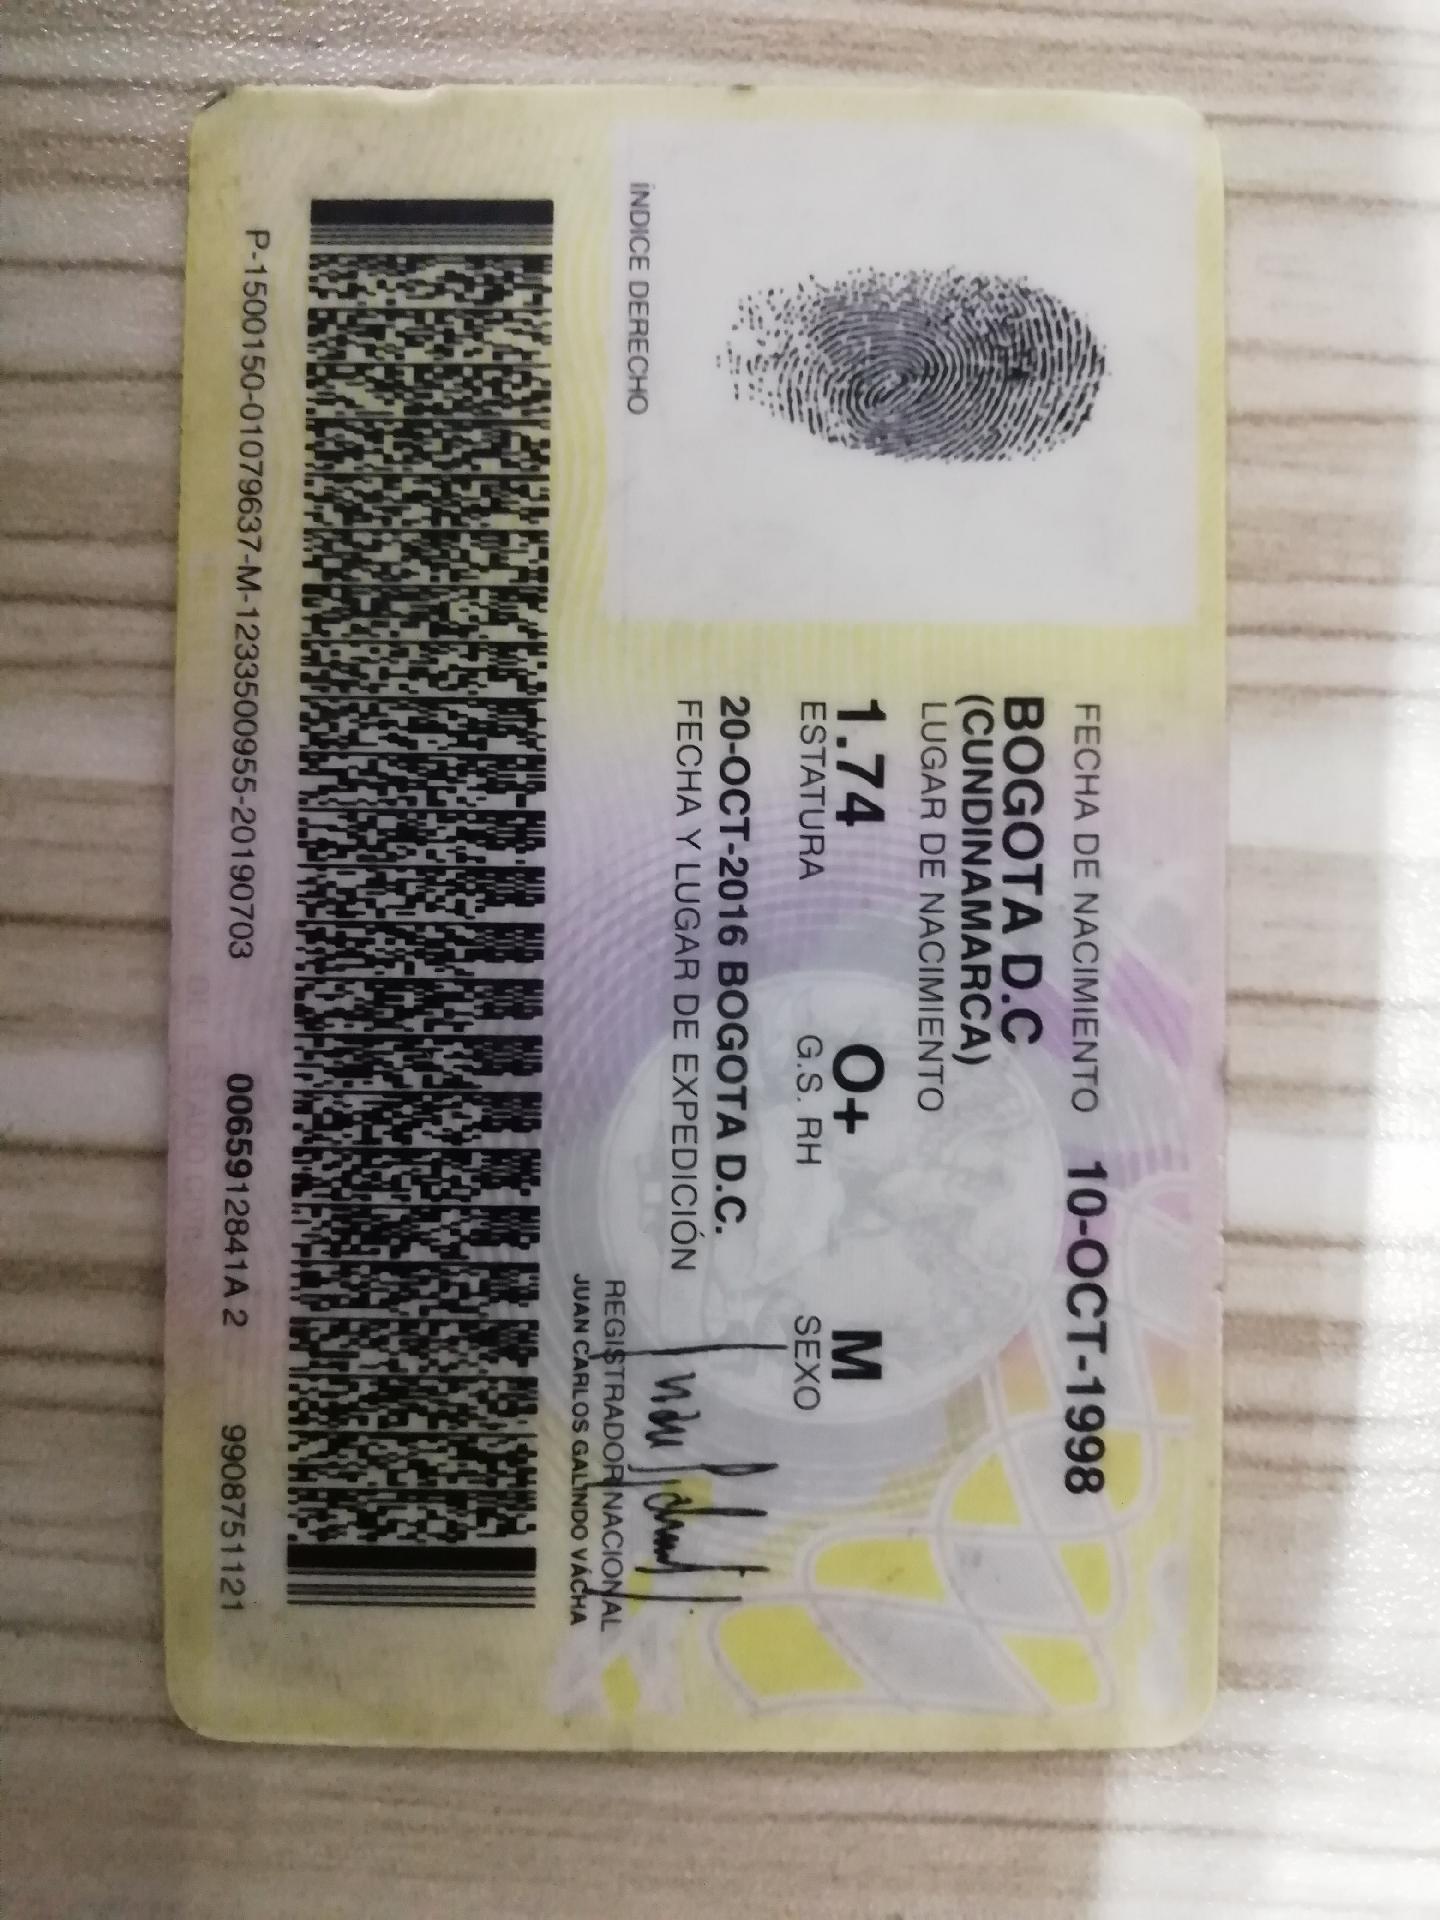 FECHA DE NACIMIENTO 10-OCT-1998
BOGOTA D.C
(CUNDINAMARCA)
LUGAR DE NACIMIENTO
1.74 O+ M
ESTATURA G.S. RH SEXO
20-OCT-2016 BOGOTA D.C.
FECHA Y LUGAR DE EXPEDICIÓN
ÍNDICE DERECHO
REGISTRADOR NACIONAL
JUAN CARLOS GALINDO VÁCHA
P-1500150-01079637-M-1233500955-20190703 0065912841A 2 9908751121